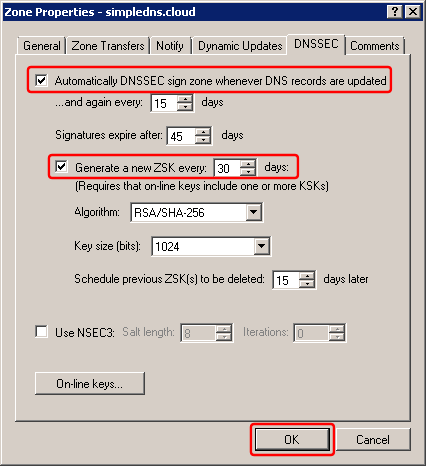 Zone Properties - simpledns.cloud
General Zone Transfers Notify Dynamic Updates DNSSEC Comments
Automatically DNSSEC sign zone whenever DNS records are updated
...and again every: 15 days
Signatures expire after: 45 days
Generate a new ZSK every: 30 days:
(Requires that on-line keys include one or more KSKs)
Algorithm: RSA/SHA-256
Key size (bits): 1024
Schedule previous ZSK(s) to be deleted: 15 days later
Use NSEC3: Salt length: 8 Iterations: 0
On-line keys...
OK Cancel